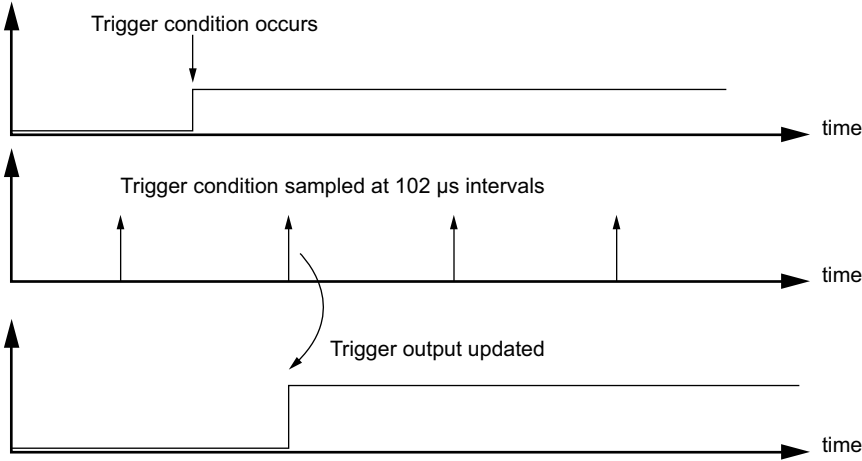 Trigger condition occurs
time
Trigger condition sampled at 102 µs intervals
time
Trigger output updated
time